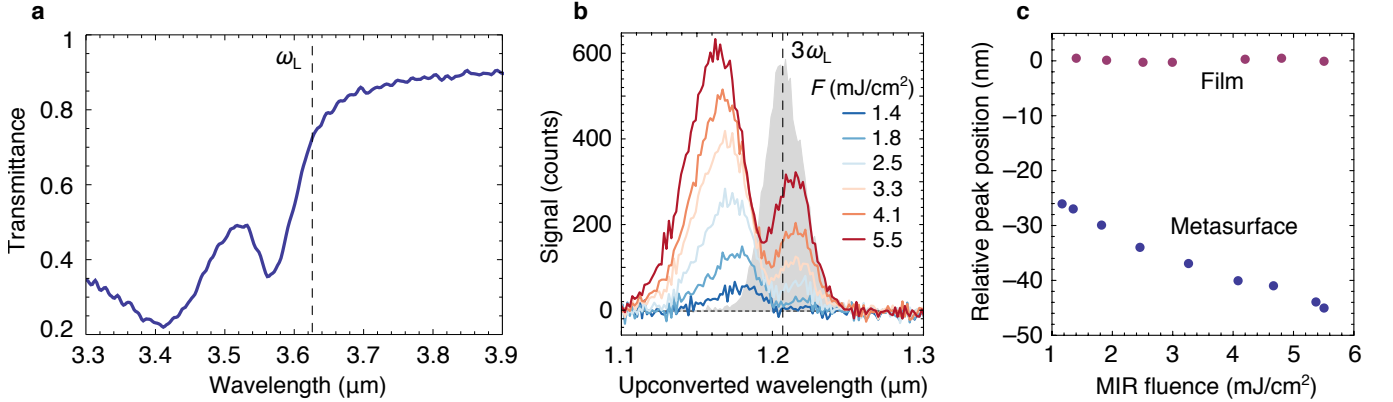 a
Transmittance
1
0.8
0.6
0.4
0.2
ωL
3.3 3.4 3.5 3.6 3.7 3.8 3.9
Wavelength (μm)
b
Signal (counts)
600
400
200
0
3ωL
F (mJ/cm²)
1.4
1.8
2.5
3.3
4.1
5.5
1.1 1.2 1.3
Upconverted wavelength (μm)
c
Relative peak position (nm)
0
−10
−20
−30
−40
−50
Film
Metasurface
1 2 3 4 5 6
MIR fluence (mJ/cm²)